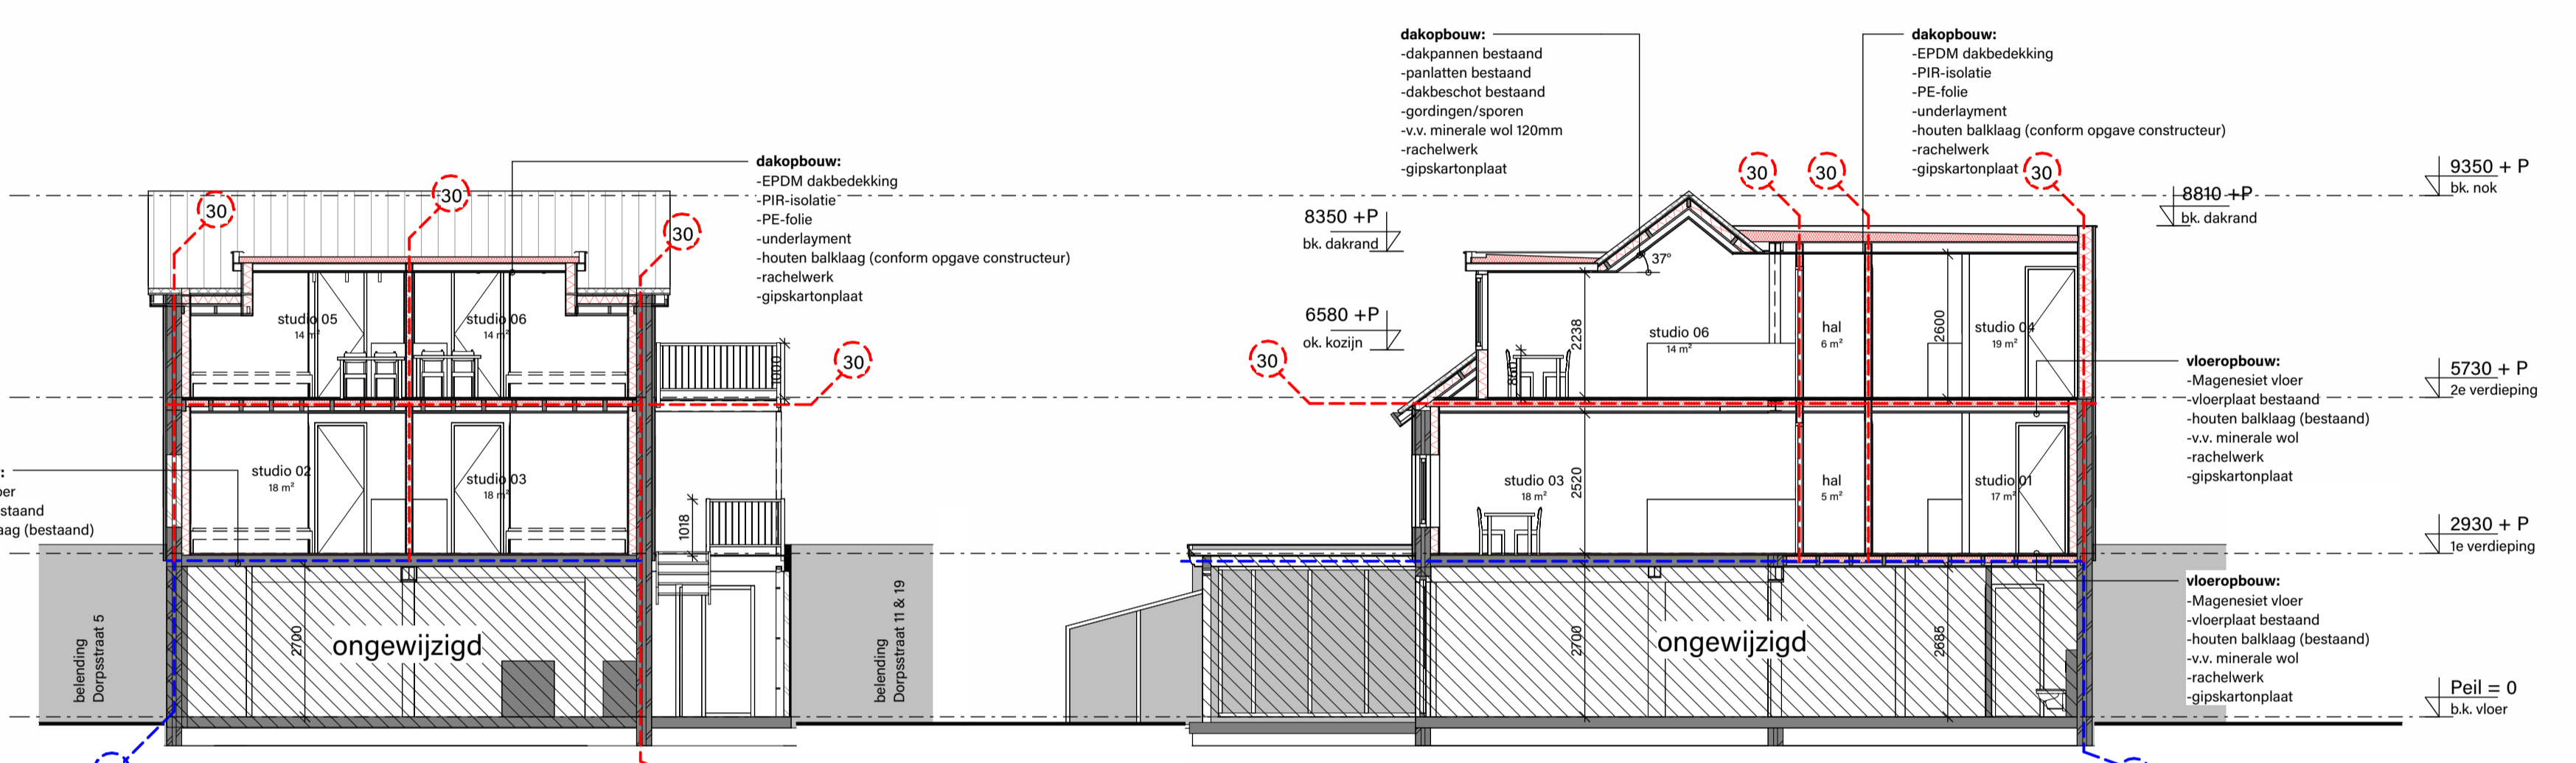 dakopbouw:
-EPDM dakbedekking
-PIR-isolatie
-PE-folie
-underlayment
-houten balklaag (conform opgave constructeur)
-rachelwerk
-gipskartonplaat
30
30
30
30
studio 05
14 m²
studio 06
14 m²
studio 02
18 m²
studio 03
18 m²
1000
1018
2700
ongewijzigd
belending
Dorpsstraat 5
belending
Dorpsstraat 11 & 19
:
oer
staand
aag (bestaand)
dakopbouw:
-dakpannen bestaand
-panlatten bestaand
-dakbeschot bestaand
-gordingen/sporen
-v.v. minerale wol 120mm
-rachelwerk
-gipskartonplaat
dakopbouw:
-EPDM dakbedekking
-PIR-isolatie
-PE-folie
-underlayment
-houten balklaag (conform opgave constructeur)
-rachelwerk
-gipskartonplaat
30
30
30
30
8350 +P
bk. dakrand
6580 +P
ok. kozijn
37°
9350 + P
bk. nok
8810 +P
bk. dakrand
studio 06
14 m²
hal
6 m²
studio 04
19 m²
2238
2600
850
studio 03
18 m²
hal
5 m²
studio 01
17 m²
2520
vloeropbouw:
-Magenesiet vloer
-vloerplaat bestaand
-houten balklaag (bestaand)
-v.v. minerale wol
-rachelwerk
-gipskartonplaat
5730 + P
2e verdieping
2930 + P
1e verdieping
vloeropbouw:
-Magenesiet vloer
-vloerplaat bestaand
-houten balklaag (bestaand)
-v.v. minerale wol
-rachelwerk
-gipskartonplaat
2700
ongewijzigd
2685
Peil = 0
b.k. vloer